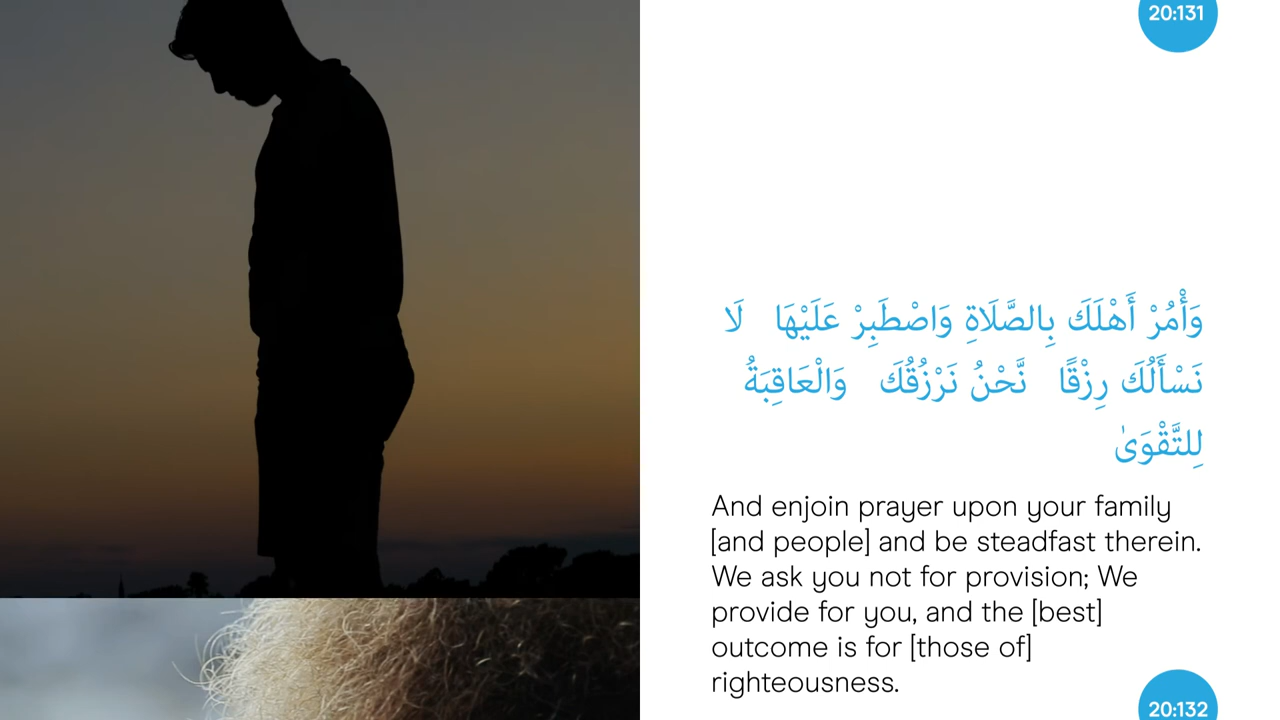 20:131
وَأْمُرْ أَهْلَكَ بِالصَّلَاةِ وَاصْطَبِرْ عَلَيْهَا لَا
نَسْأَلُكَ رِزْقًا نَّحْنُ نَرْزُقُكَ وَالْعَاقِبَةُ
لِلتَّقْوَىٰ
And enjoin prayer upon your family
[and people] and be steadfast therein.
We ask you not for provision; We
provide for you, and the [best]
outcome is for [those of]
righteousness.
20:132